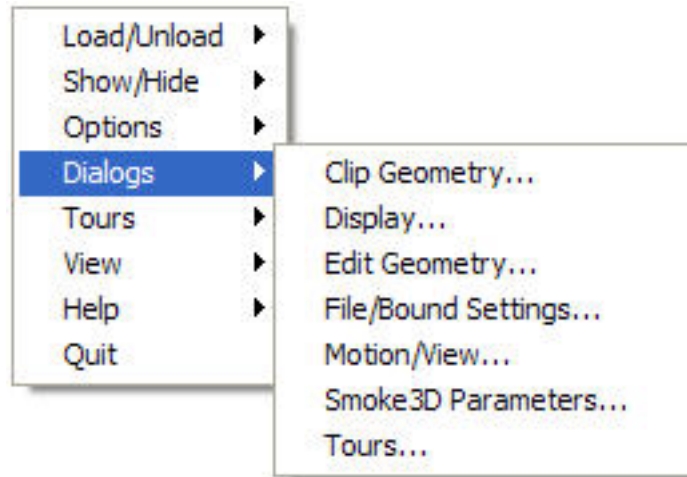 Load/Unload
Show/Hide
Options
Dialogs
Tours
View
Help
Quit
Clip Geometry...
Display...
Edit Geometry...
File/Bound Settings...
Motion/View...
Smoke3D Parameters...
Tours...